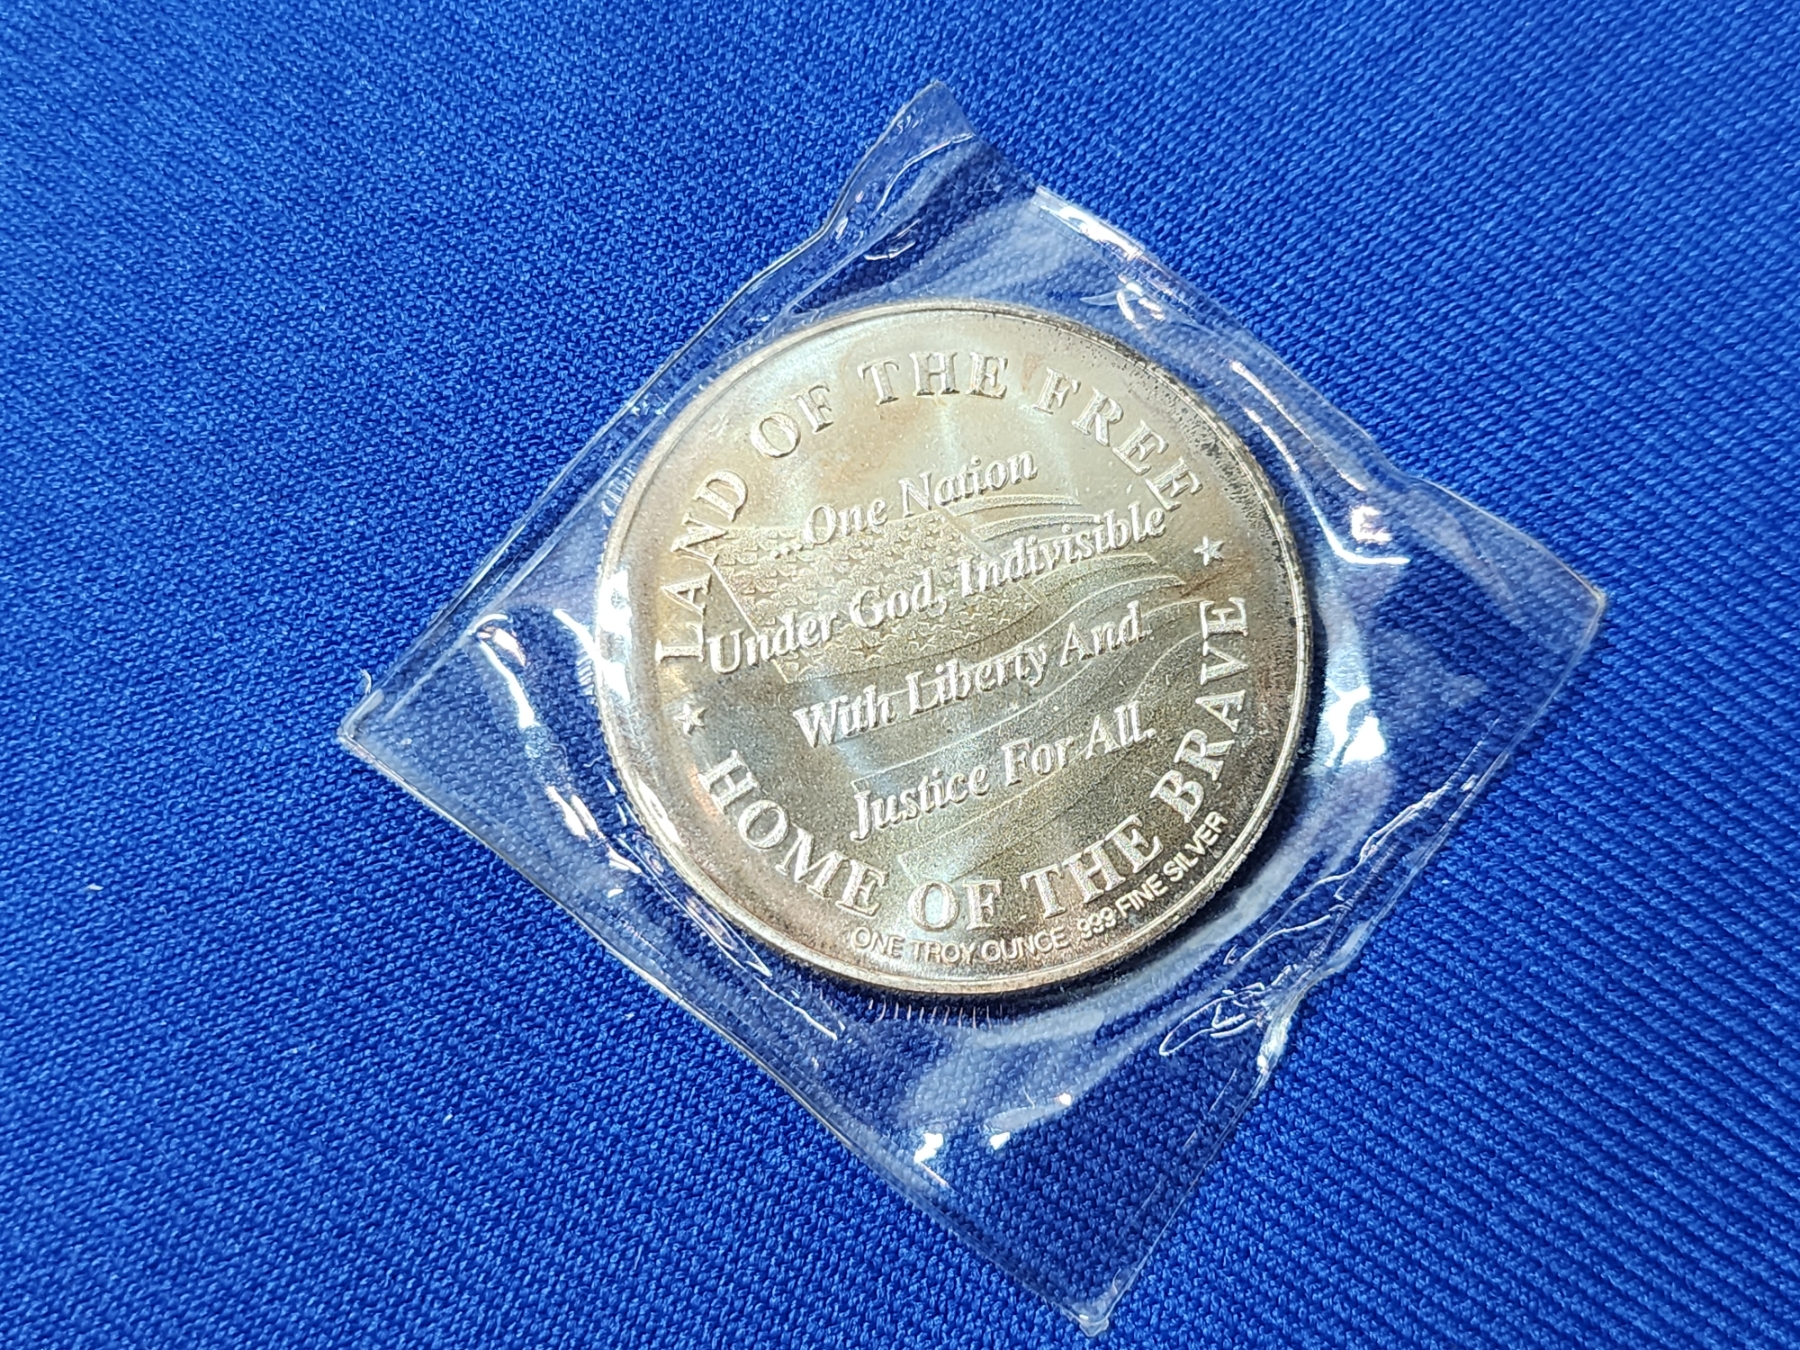 LAND OF THE FREE
...One Nation
Under God, Indivisible
With Liberty And
Justice For All.
HOME OF THE BRAVE
ONE TROY OUNCE .999 FINE SILVER